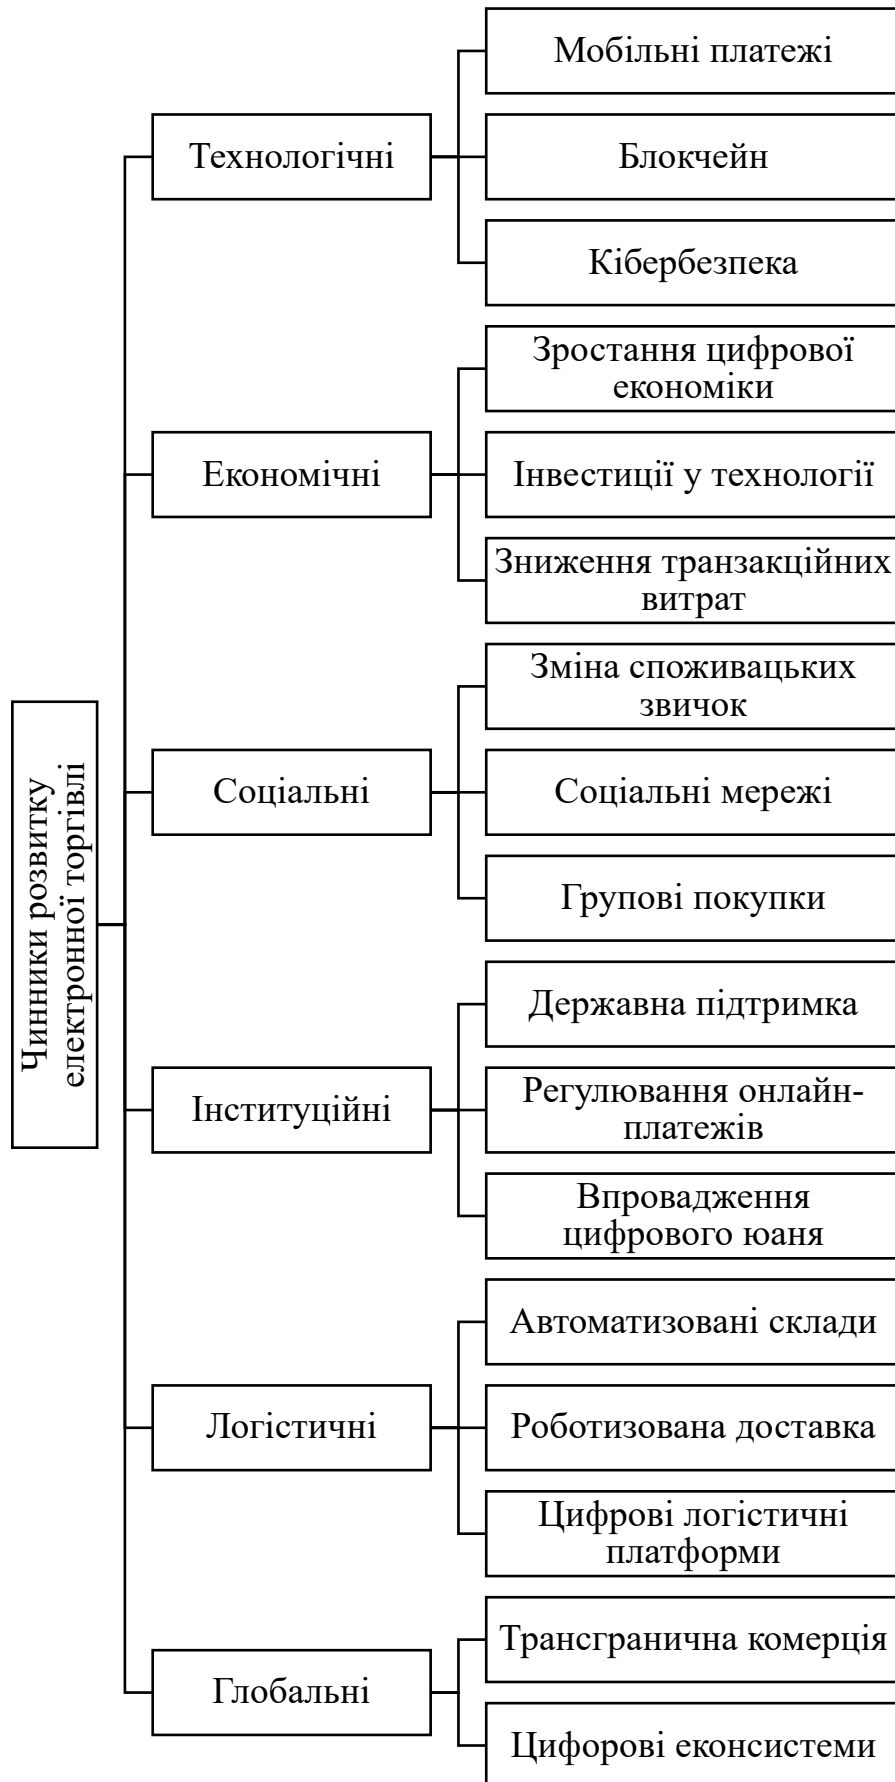 Чинники розвитку
електронної торгівлі
Технологічні
Мобільні платежі
Блокчейн
Кібербезпека
Економічні
Зростання цифрової
економіки
Інвестиції у технології
Зниження транзакційних
витрат
Соціальні
Зміна споживацьких
звичок
Соціальні мережі
Групові покупки
Інституційні
Державна підтримка
Регулювання онлайн-
платежів
Впровадження
цифрового юаня
Логістичні
Автоматизовані склади
Роботизована доставка
Цифрові логістичні
платформи
Глобальні
Трансгранична комерція
Цифорові еконсистеми